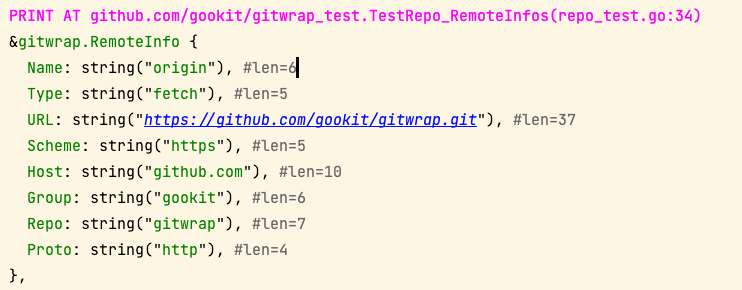 PRINT AT github.com/gookit/gitwrap_test.TestRepo_RemoteInfos(repo_test.go:34)
&gitwrap.RemoteInfo {
  Name: string("origin"), #len=6
  Type: string("fetch"), #len=5
  URL: string("https://github.com/gookit/gitwrap.git"), #len=37
  Scheme: string("https"), #len=5
  Host: string("github.com"), #len=10
  Group: string("gookit"), #len=6
  Repo: string("gitwrap"), #len=7
  Proto: string("http"), #len=4
},